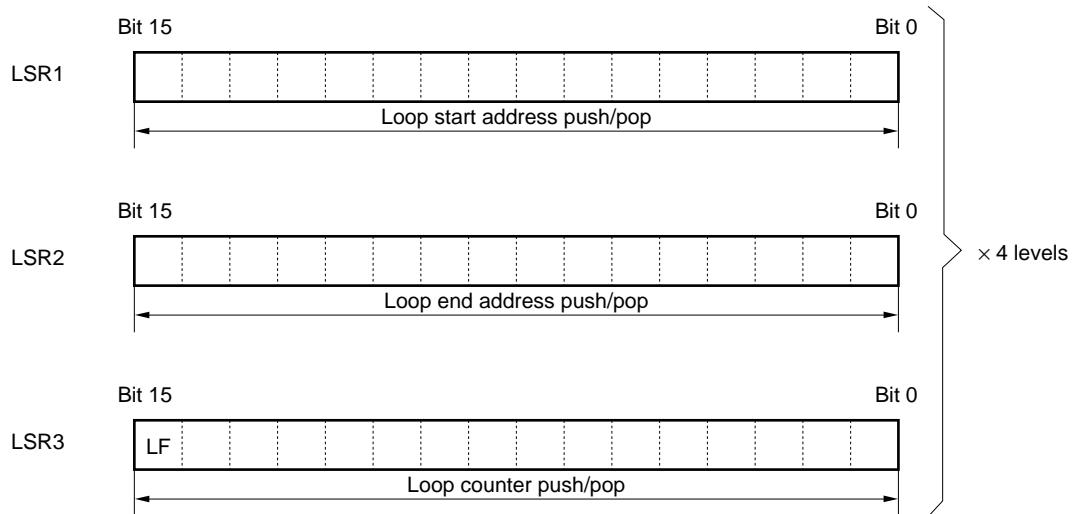 Bit 15 Bit 0
LSR1
Loop start address push/pop
Bit 15 Bit 0
LSR2
Loop end address push/pop
× 4 levels
Bit 15 Bit 0
LSR3 LF
Loop counter push/pop